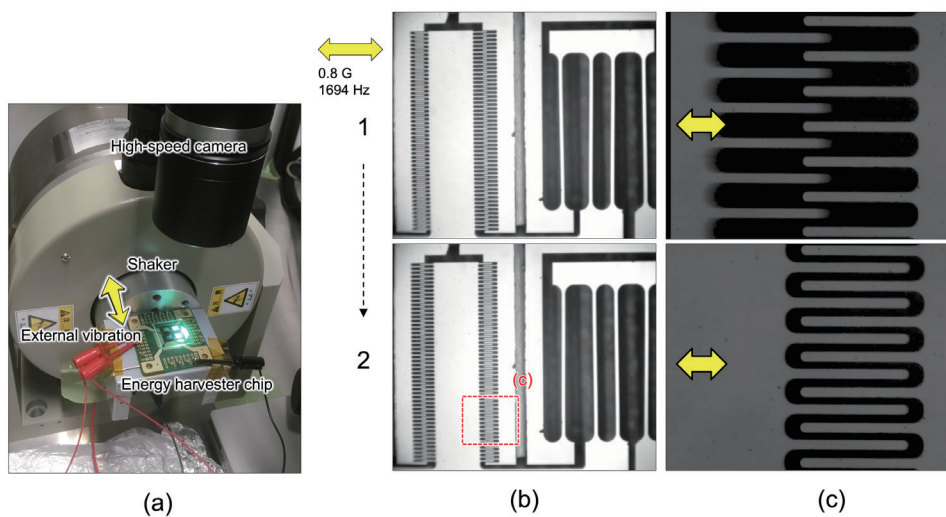 High-speed camera
Shaker
External vibration
Energy harvester chip
(a)
0.8 G
1694 Hz
1
2
(c)
(b)
(c)